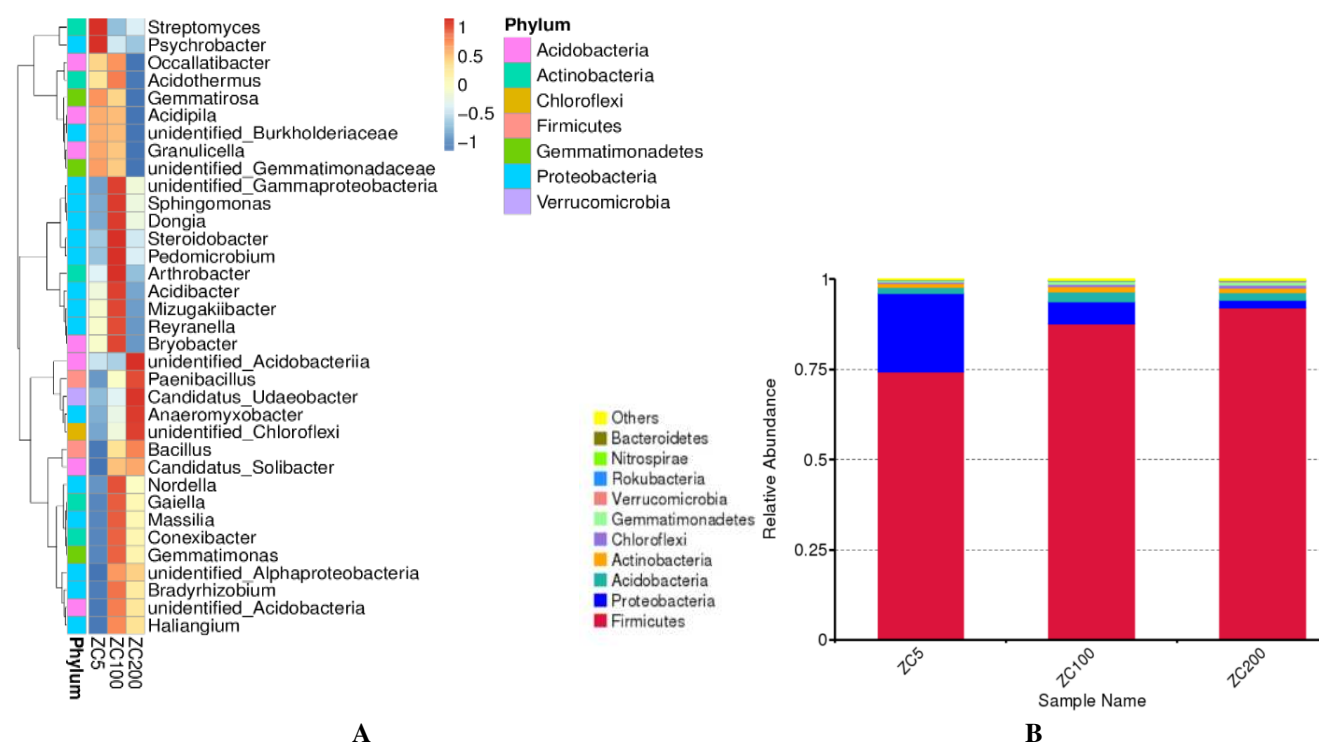 Streptomyces
Psychrobacter
Occallatibacter
Acidothermus
Gemmatirosa
Acidipila
unidentified_Burkholderiaceae
Granulicella
unidentified_Gemmatimonadaceae
unidentified_Gammaproteobacteria
Sphingomonas
Dongia
Steroidobacter
Pedomicrobium
Arthrobacter
Acidibacter
Mizugakiibacter
Reyranella
Bryobacter
unidentified_Acidobacteriia
Paenibacillus
Candidatus_Udaeobacter
Anaeromyxobacter
unidentified_Chloroflexi
Bacillus
Candidatus_Solibacter
Nordella
Gaiella
Massilia
Conexibacter
Gemmatimonas
unidentified_Alphaproteobacteria
Bradyrhizobium
unidentified_Acidobacteria
Haliangium
Phylum
ZC5
ZC100
ZC200
1
0.5
0
−0.5
−1
Phylum
Acidobacteria
Actinobacteria
Chloroflexi
Firmicutes
Gemmatimonadetes
Proteobacteria
Verrucomicrobia
A
Others
Bacteroidetes
Nitrospirae
Rokubacteria
Verrucomicrobia
Gemmatimonadetes
Chloroflexi
Actinobacteria
Acidobacteria
Proteobacteria
Firmicutes
Relative Abundance
1
0.75
0.5
0.25
0
ZC5
ZC100
ZC200
Sample Name
B